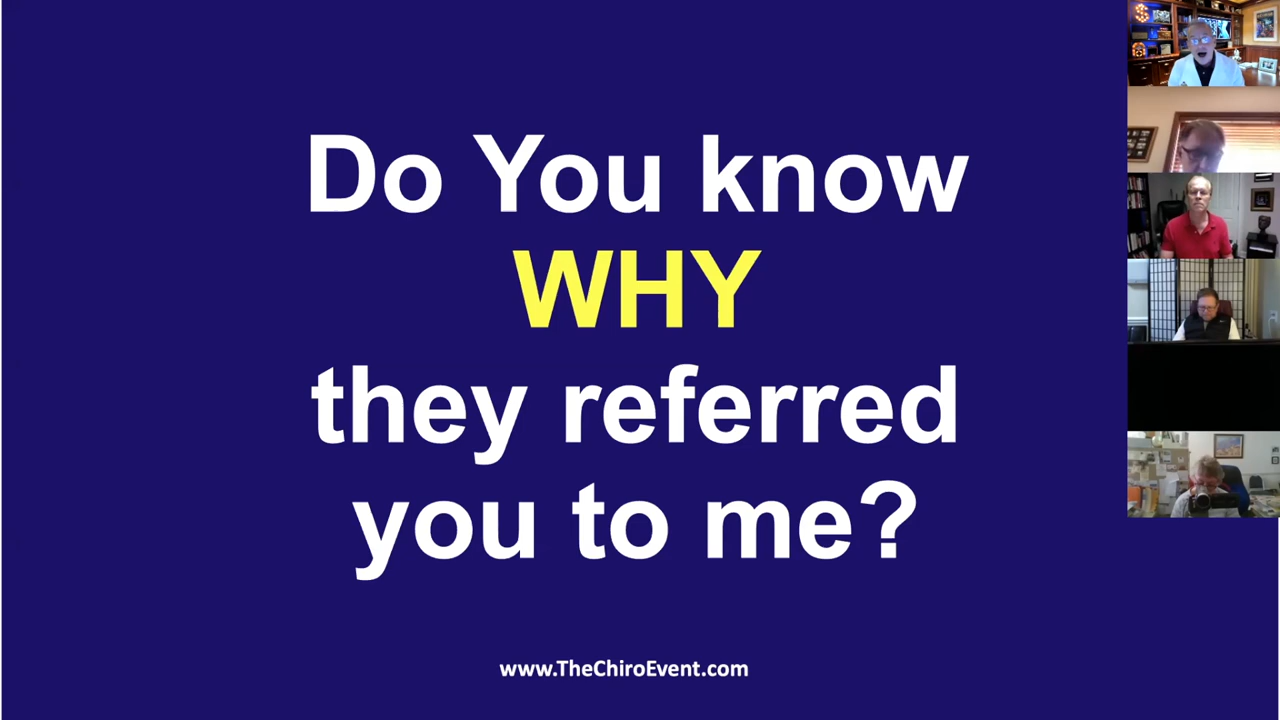 Do You know
WHY
they referred
you to me?
www.TheChiroEvent.com